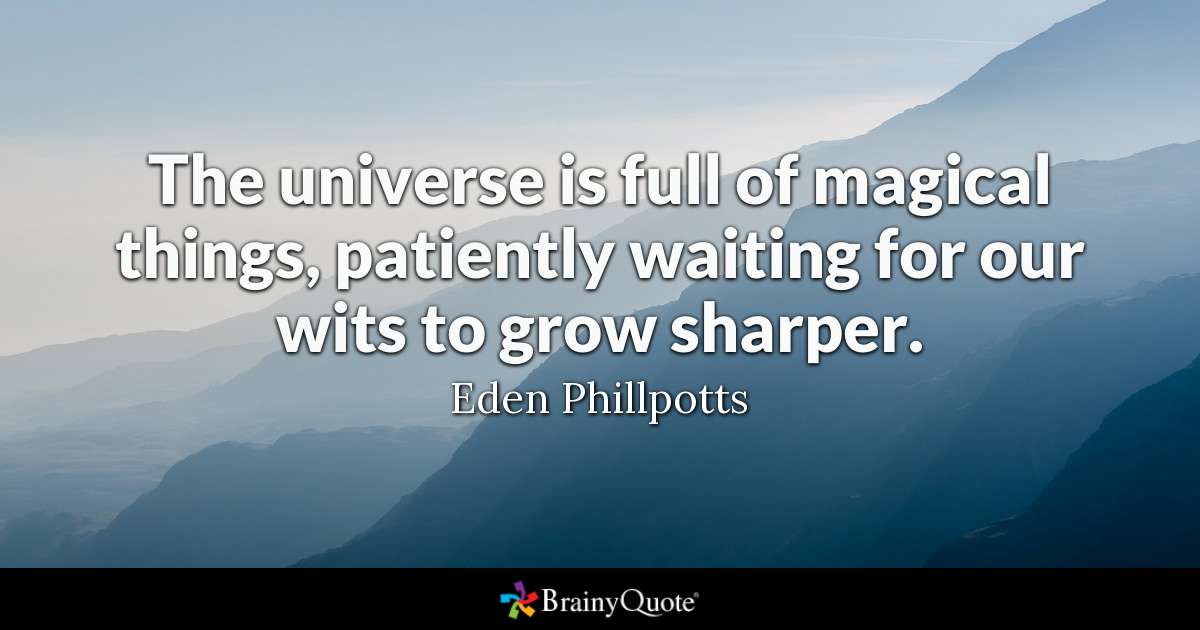 The universe is full of magical
things, patiently waiting for our
wits to grow sharper.
Eden Phillpotts
BrainyQuote®